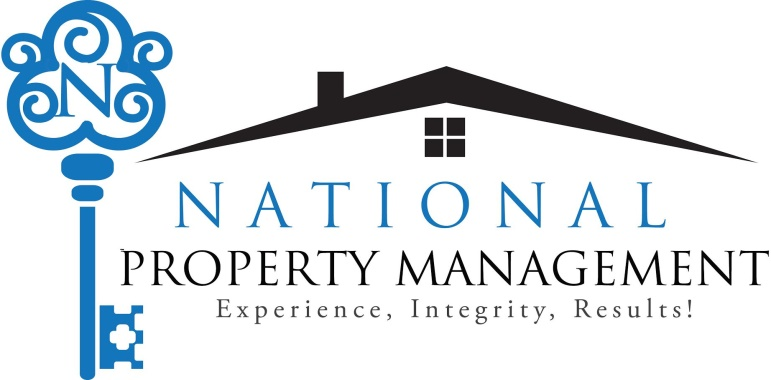 N
NATIONAL
PROPERTY MANAGEMENT
Experience, Integrity, Results!